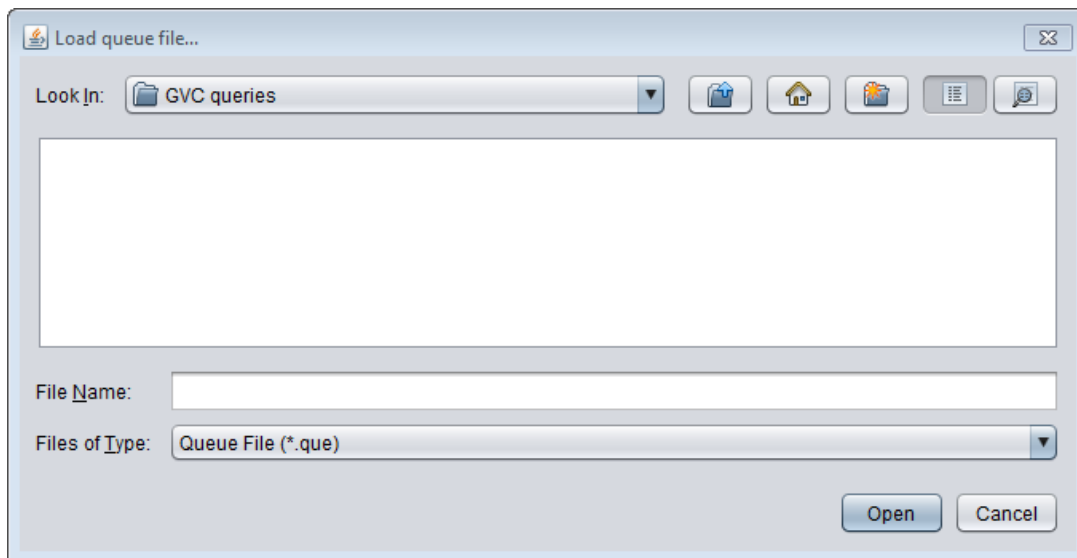 Load queue file...
Look In: GVC queries
File Name:
Files of Type: Queue File (*.que)
Open Cancel